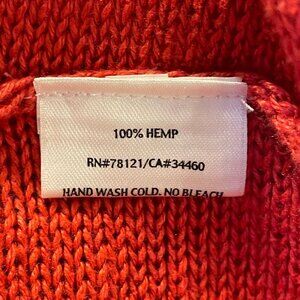 100% HEMP
RN#78121/CA#34460
HAND WASH COLD. NO BLEACH